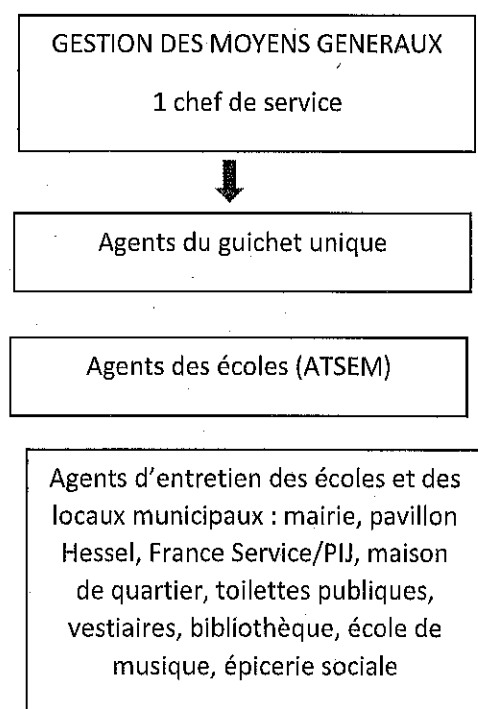 GESTION DES MOYENS GENERAUX
1 chef de service
Agents du guichet unique
Agents des écoles (ATSEM)
Agents d'entretien des écoles et des
locaux municipaux : mairie, pavillon
Hessel, France Service/PIJ, maison
de quartier, toilettes publiques,
vestiaires, bibliothèque, école de
musique, épicerie sociale